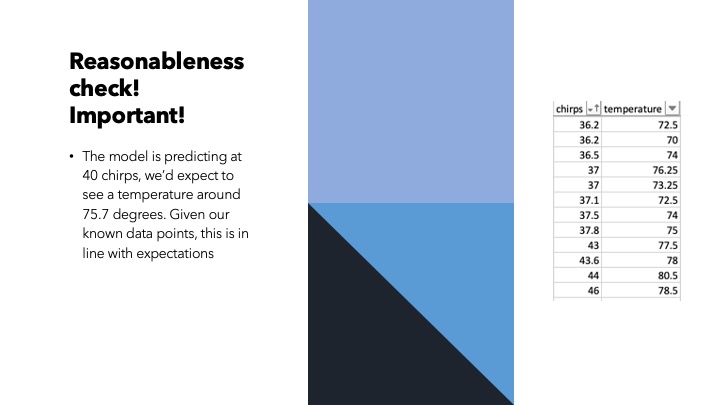 Reasonableness
check!
Important!
• The model is predicting at
40 chirps, we’d expect to
see a temperature around
75.7 degrees. Given our
known data points, this is in
line with expectations
chirps temperature
36.2 72.5
36.2 70
36.5 74
37 76.25
37 73.25
37.1 72.5
37.5 74
37.8 75
43 77.5
43.6 78
44 80.5
46 78.5